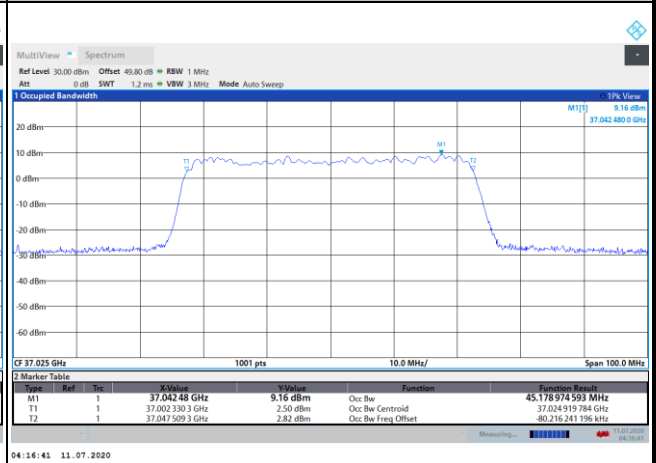 MultiView Spectrum
Ref Level 30.00 dBm Offset 49.80 dB RBW 1 MHz
Att 0 dB SWT 1.2 ms VBW 3 MHz Mode Auto Sweep
1 Occupied Bandwidth 1Pk View
M1[1] 9.16 dBm
37.042 480 0 GHz
20 dBm
M1
10 dBm
T1 T2
0 dBm
-10 dBm
-20 dBm
-30 dBm
-40 dBm
-50 dBm
-60 dBm
CF 37.025 GHz 1001 pts 10.0 MHz/ Span 100.0 MHz
2 Marker Table
Type Ref Trc X-Value Y-Value Function Function Result
M1 1 37.042 48 GHz 9.16 dBm Occ Bw 45.178 974 593 MHz
T1 1 37.002 330 3 GHz 2.50 dBm Occ Bw Centroid 37.024 919 784 GHz
T2 1 37.047 509 3 GHz 2.82 dBm Occ Bw Freq Offset -80.216 241 196 kHz
Measuring... 11.07.2020
04:16:41
04:16:41 11.07.2020